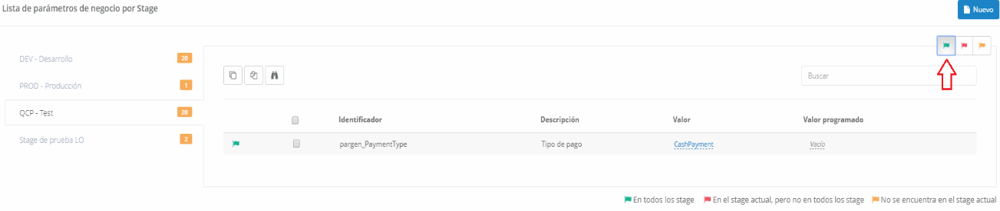 Lista de parámetros de negocio por Stage
Nuevo
DEV - Desarrollo 20
PROD - Producción 1
QCP - Test 20
Stage de prueba LO 2
Buscar
Identificador Descripción Valor Valor programado
pargen_PaymentType Tipo de pago CashPayment Vacío
En todos los stage En el stage actual, pero no en todos los stage No se encuentra en el stage actual